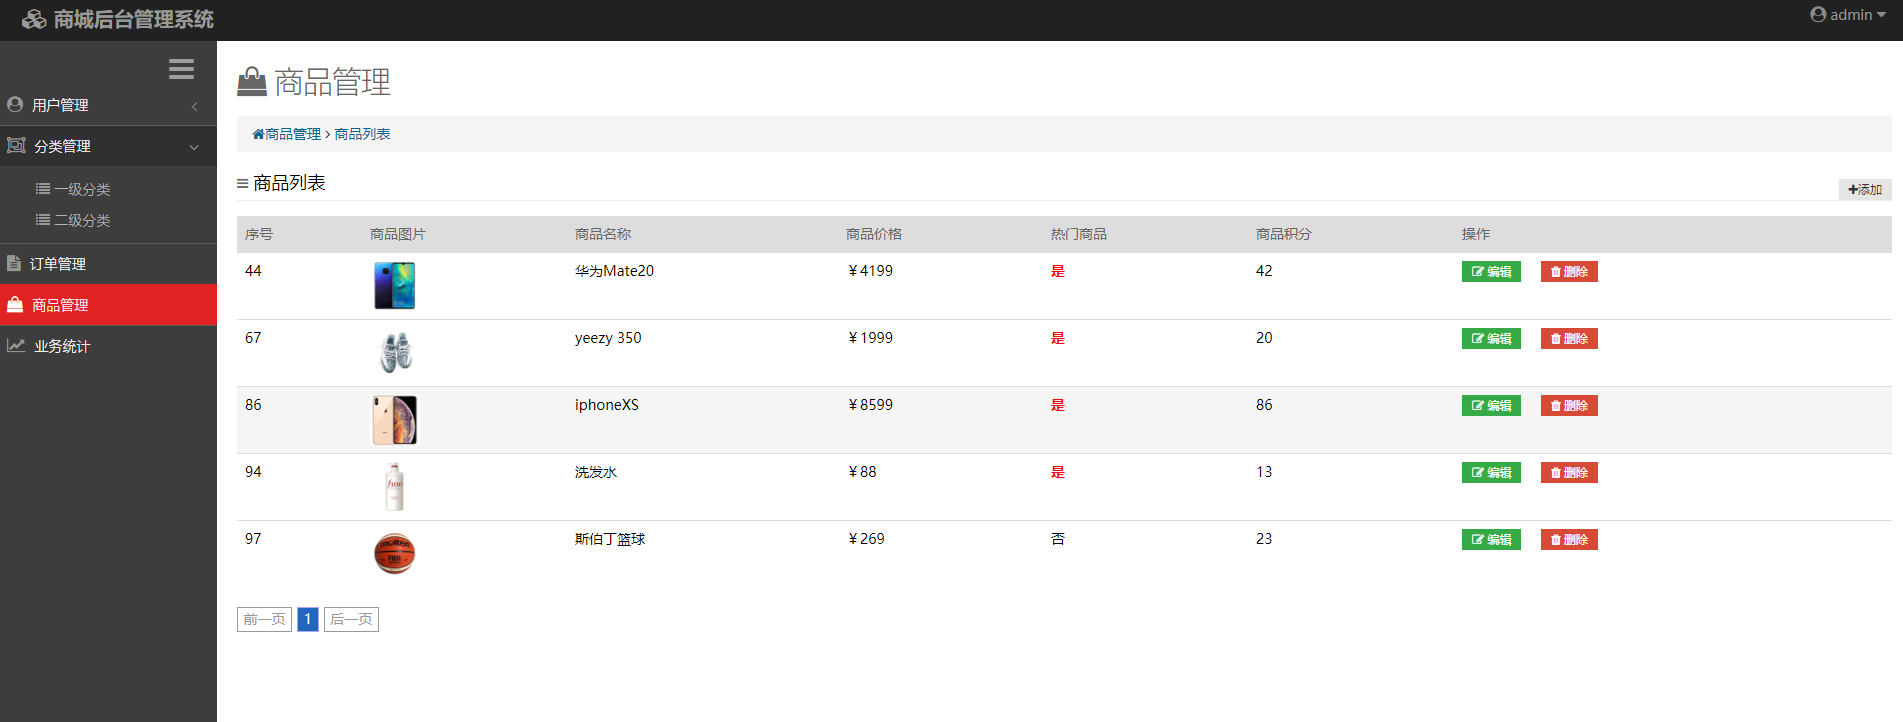 商城后台管理系统
admin
用户管理
分类管理
一级分类
二级分类
订单管理
商品管理
业务统计
商品管理
商品管理 > 商品列表
商品列表
添加
序号 商品图片 商品名称 商品价格 热门商品 商品积分 操作
44 华为Mate20 ¥4199 是 42 编辑 删除
67 yeezy 350 ¥1999 是 20 编辑 删除
86 iphoneXS ¥8599 是 86 编辑 删除
94 洗发水 ¥88 是 13 编辑 删除
fino
97 斯伯丁篮球 ¥269 否 23 编辑 删除
molten
前一页 1 后一页